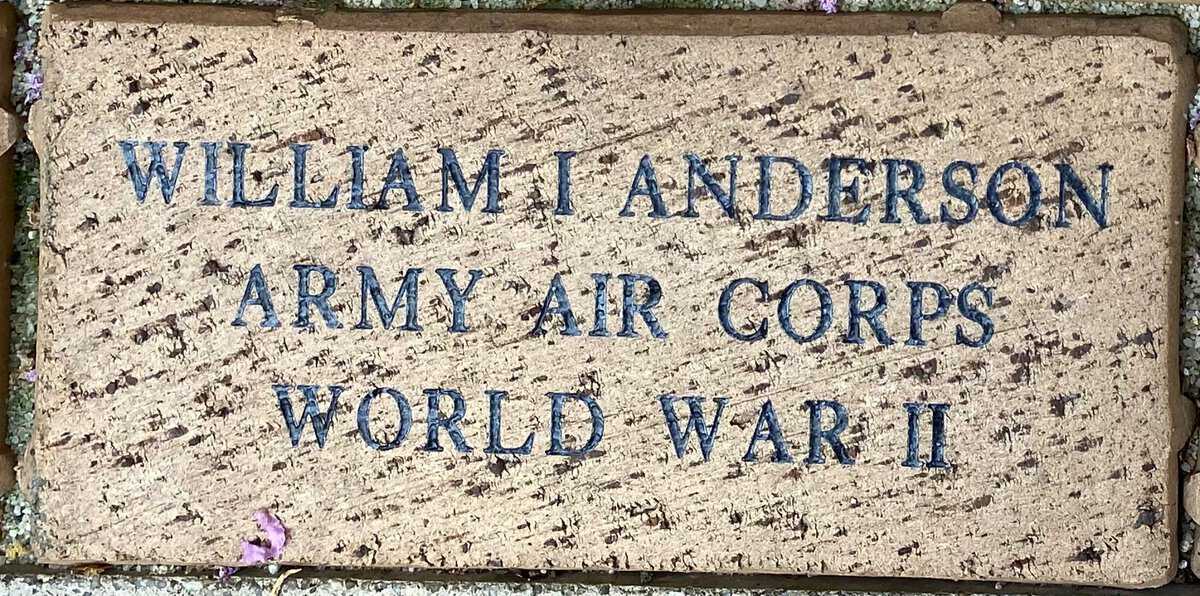 WILLIAM I ANDERSON
ARMY AIR CORPS
WORLD WAR II